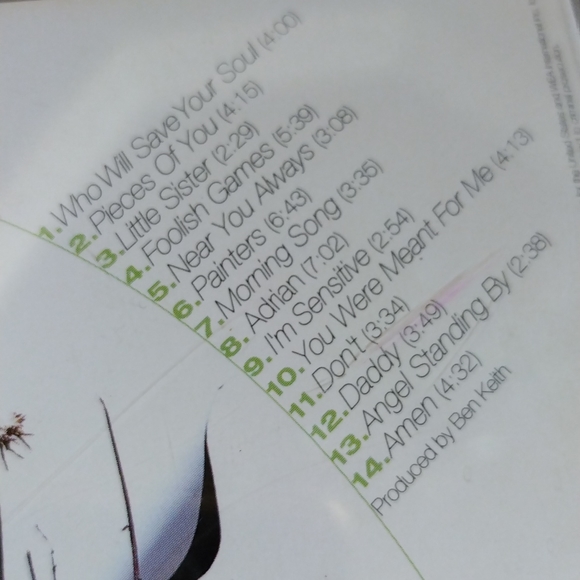 1. Who Will Save Your Soul (4:00)
2. Pieces Of You (4:15)
3. Little Sister (2:29)
4. Foolish Games (5:39)
5. Near You Always (3:08)
6. Painters (6:43)
7. Morning Song (3:35)
8. Adrian (7:02)
9. I'm Sensitive (2:54)
10. You Were Meant For Me (4:13)
11. Don't (3:34)
12. Daddy (3:49)
13. Angel Standing By (2:38)
14. Amen (4:32)
Produced by Ben Keith